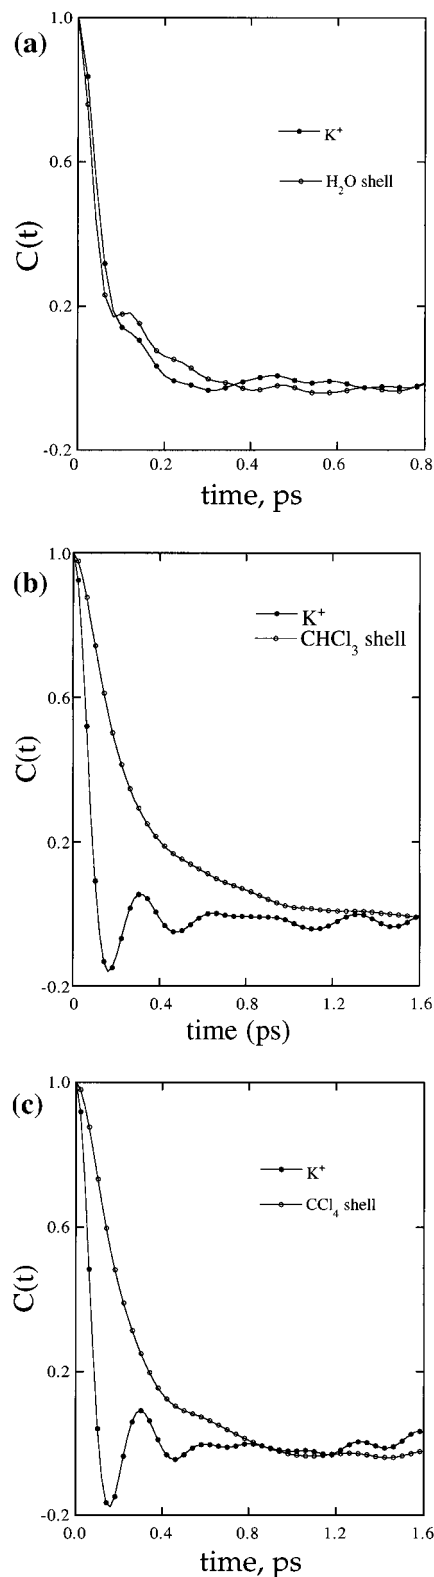 (a)
1.0
0.6
0.2
-0.2
C(t)
K⁺
H₂O shell
0 0.2 0.4 0.6 0.8
time, ps
(b)
1.0
0.6
0.2
-0.2
C(t)
K⁺
CHCl₃ shell
0 0.4 0.8 1.2 1.6
time (ps)
(c)
1.0
0.6
0.2
-0.2
C(t)
K⁺
CCl₄ shell
0.0 0.4 0.8 1.2 1.6
time, ps